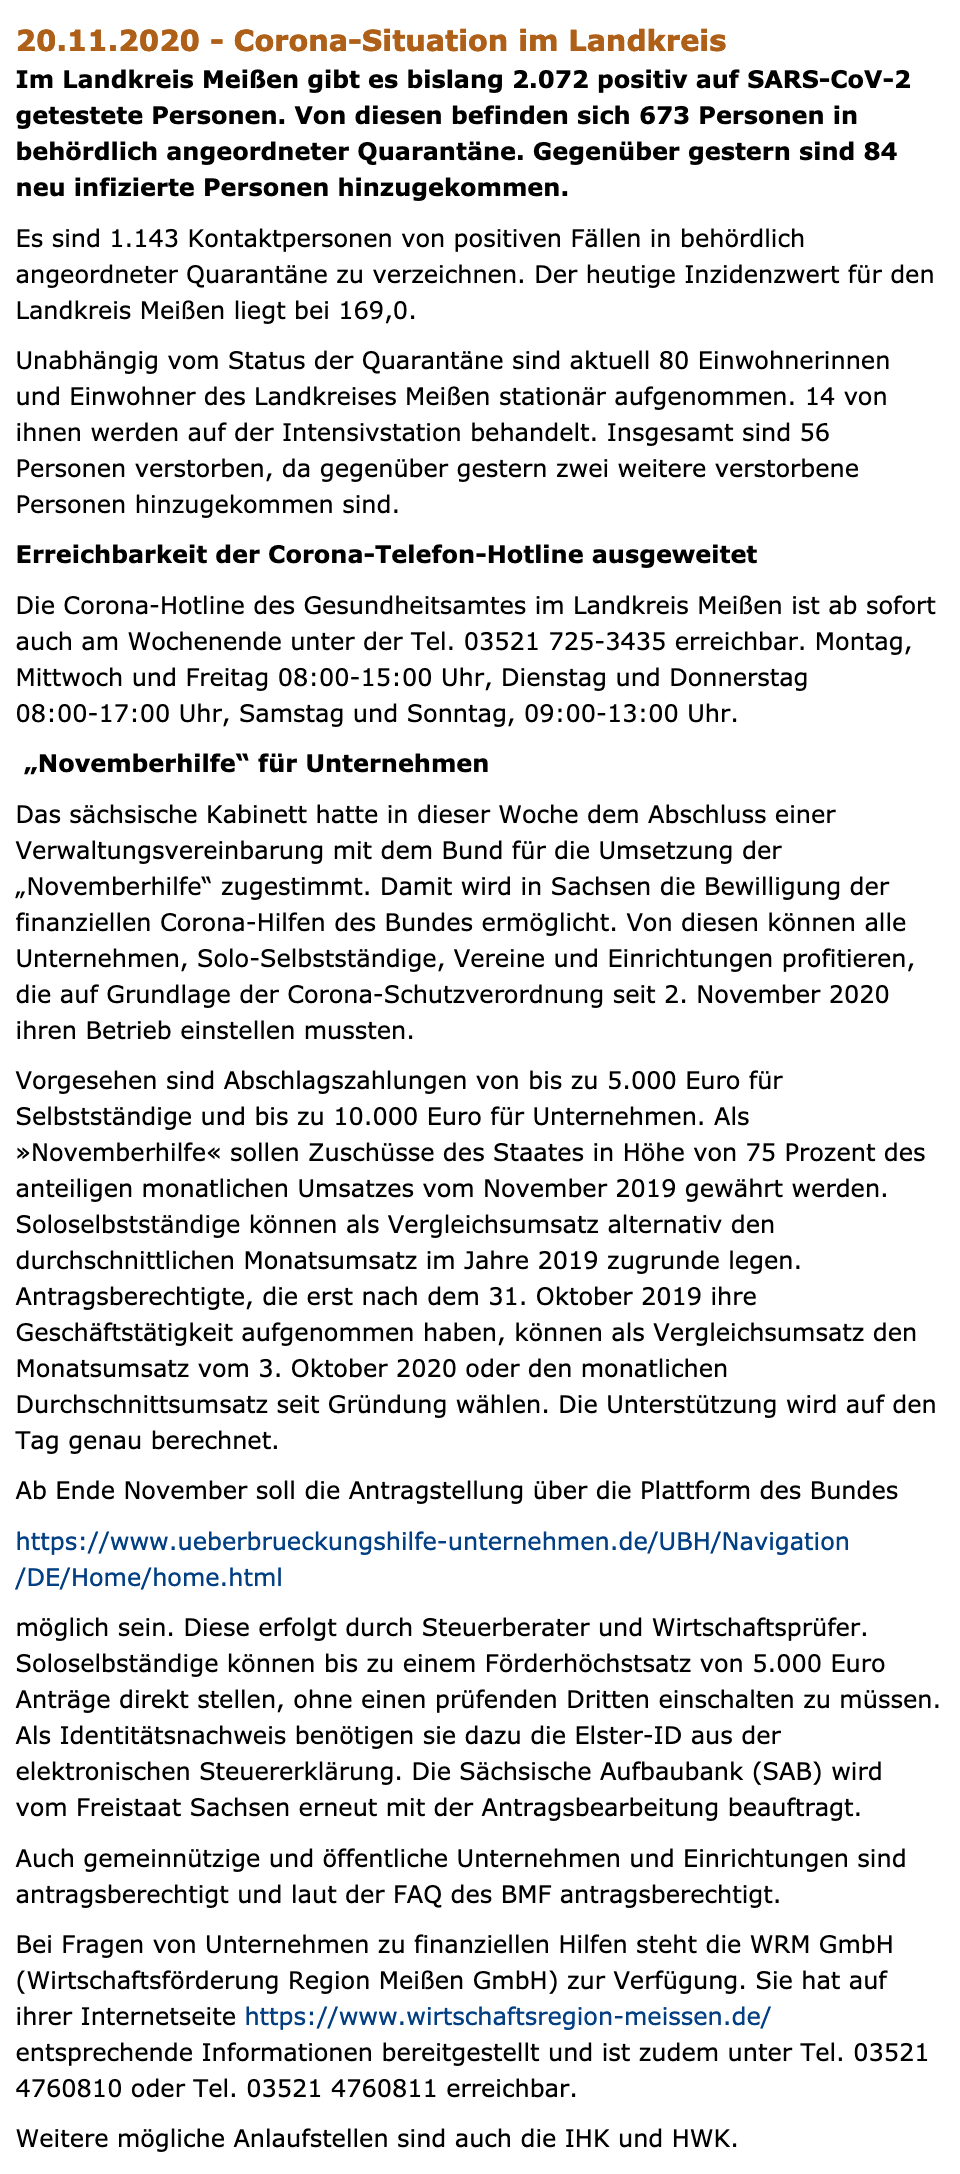 20.11.2020 - Corona-Situation im Landkreis
Im Landkreis Meißen gibt es bislang 2.072 positiv auf SARS-CoV-2
getestete Personen. Von diesen befinden sich 673 Personen in
behördlich angeordneter Quarantäne. Gegenüber gestern sind 84
neu infizierte Personen hinzugekommen.
Es sind 1.143 Kontaktpersonen von positiven Fällen in behördlich
angeordneter Quarantäne zu verzeichnen. Der heutige Inzidenzwert für den
Landkreis Meißen liegt bei 169,0.
Unabhängig vom Status der Quarantäne sind aktuell 80 Einwohnerinnen
und Einwohner des Landkreises Meißen stationär aufgenommen. 14 von
ihnen werden auf der Intensivstation behandelt. Insgesamt sind 56
Personen verstorben, da gegenüber gestern zwei weitere verstorbene
Personen hinzugekommen sind.
Erreichbarkeit der Corona-Telefon-Hotline ausgeweitet
Die Corona-Hotline des Gesundheitsamtes im Landkreis Meißen ist ab sofort
auch am Wochenende unter der Tel. 03521 725-3435 erreichbar. Montag,
Mittwoch und Freitag 08:00-15:00 Uhr, Dienstag und Donnerstag
08:00-17:00 Uhr, Samstag und Sonntag, 09:00-13:00 Uhr.
„Novemberhilfe“ für Unternehmen
Das sächsische Kabinett hatte in dieser Woche dem Abschluss einer
Verwaltungsvereinbarung mit dem Bund für die Umsetzung der
„Novemberhilfe“ zugestimmt. Damit wird in Sachsen die Bewilligung der
finanziellen Corona-Hilfen des Bundes ermöglicht. Von diesen können alle
Unternehmen, Solo-Selbstständige, Vereine und Einrichtungen profitieren,
die auf Grundlage der Corona-Schutzverordnung seit 2. November 2020
ihren Betrieb einstellen mussten.
Vorgesehen sind Abschlagszahlungen von bis zu 5.000 Euro für
Selbstständige und bis zu 10.000 Euro für Unternehmen. Als
»Novemberhilfe« sollen Zuschüsse des Staates in Höhe von 75 Prozent des
anteiligen monatlichen Umsatzes vom November 2019 gewährt werden.
Soloselbstständige können als Vergleichsumsatz alternativ den
durchschnittlichen Monatsumsatz im Jahre 2019 zugrunde legen.
Antragsberechtigte, die erst nach dem 31. Oktober 2019 ihre
Geschäftstätigkeit aufgenommen haben, können als Vergleichsumsatz den
Monatsumsatz vom 3. Oktober 2020 oder den monatlichen
Durchschnittsumsatz seit Gründung wählen. Die Unterstützung wird auf den
Tag genau berechnet.
Ab Ende November soll die Antragstellung über die Plattform des Bundes
https://www.ueberbrueckungshilfe-unternehmen.de/UBH/Navigation
/DE/Home/home.html
möglich sein. Diese erfolgt durch Steuerberater und Wirtschaftsprüfer.
Soloselbständige können bis zu einem Förderhöchstsatz von 5.000 Euro
Anträge direkt stellen, ohne einen prüfenden Dritten einschalten zu müssen.
Als Identitätsnachweis benötigen sie dazu die Elster-ID aus der
elektronischen Steuererklärung. Die Sächsische Aufbaubank (SAB) wird
vom Freistaat Sachsen erneut mit der Antragsbearbeitung beauftragt.
Auch gemeinnützige und öffentliche Unternehmen und Einrichtungen sind
antragsberechtigt und laut der FAQ des BMF antragsberechtigt.
Bei Fragen von Unternehmen zu finanziellen Hilfen steht die WRM GmbH
(Wirtschaftsförderung Region Meißen GmbH) zur Verfügung. Sie hat auf
ihrer Internetseite https://www.wirtschaftsregion-meissen.de/
entsprechende Informationen bereitgestellt und ist zudem unter Tel. 03521
4760810 oder Tel. 03521 4760811 erreichbar.
Weitere mögliche Anlaufstellen sind auch die IHK und HWK.